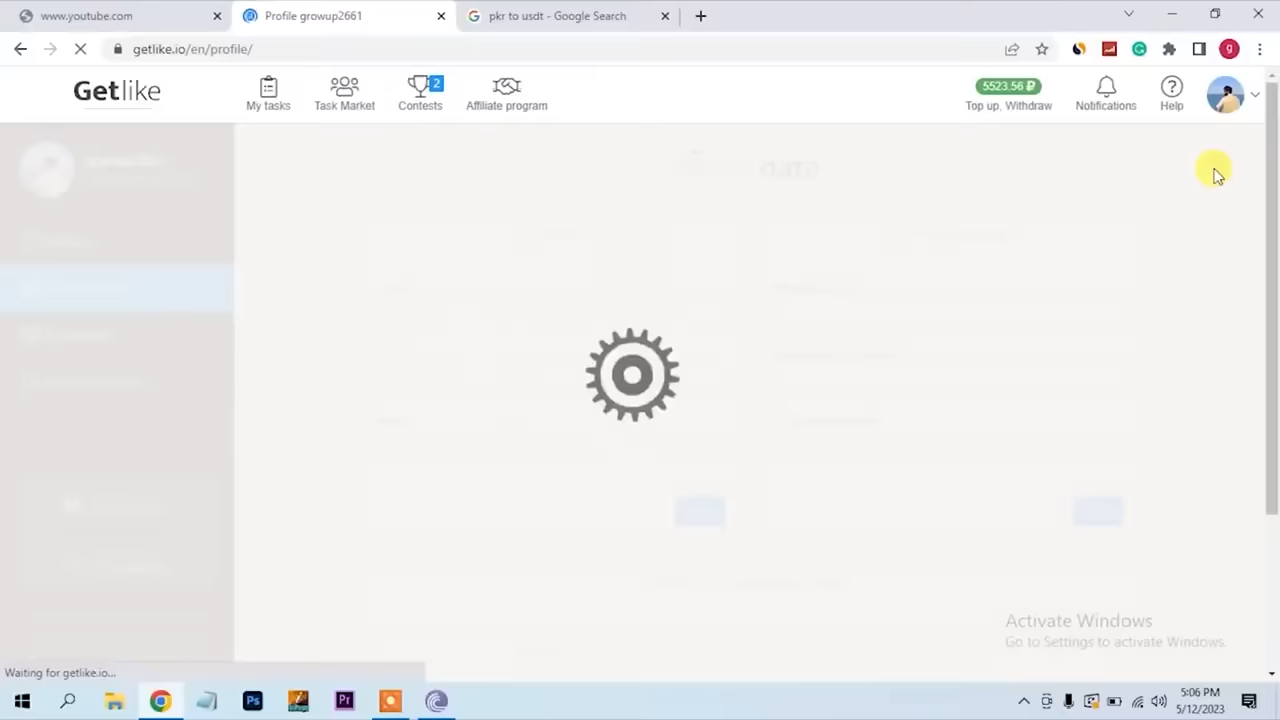 www.youtube.com
Profile growup2661
pkr to usdt - Google Search
getlike.io/en/profile/
g
Getlike
My tasks
Task Market
2
Contests
Affiliate program
5523.56 ₽
Top up, Withdraw
Notifications
Help
Activate Windows
Go to Settings to activate Windows.
Waiting for getlike.io...
Ps
Pr
5:06 PM
5/12/2023